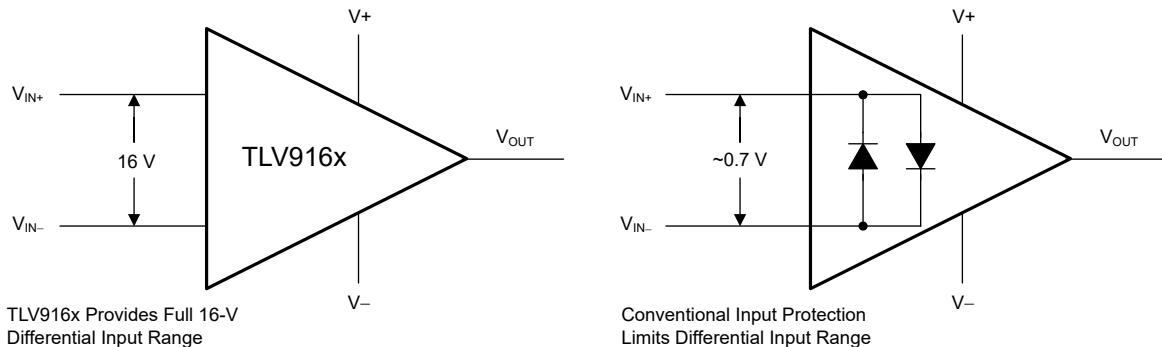 V+
V+
VIN+
VIN+
VOUT
VOUT
16 V
TLV916x
~0.7 V
VIN–
VIN–
V–
V–
TLV916x Provides Full 16-V
Differential Input Range
Conventional Input Protection
Limits Differential Input Range